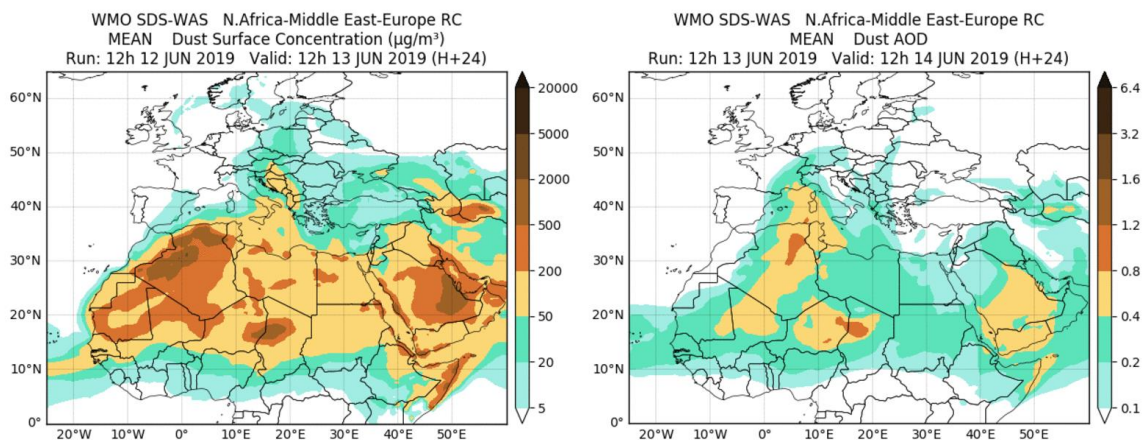 WMO SDS-WAS N.Africa-Middle East-Europe RC
MEAN Dust Surface Concentration (µg/m³)
Run: 12h 12 JUN 2019 Valid: 12h 13 JUN 2019 (H+24)
60°N
50°N
40°N
30°N
20°N
10°N
0°
20°W
10°W
0°
10°E
20°E
30°E
40°E
50°E
20000
5000
2000
500
200
50
20
5
WMO SDS-WAS N.Africa-Middle East-Europe RC
MEAN Dust AOD
Run: 12h 13 JUN 2019 Valid: 12h 14 JUN 2019 (H+24)
60°N
50°N
40°N
30°N
20°N
10°N
0°
20°W
10°W
0°
10°E
20°E
30°E
40°E
50°E
6.4
3.2
1.6
1.2
0.8
0.4
0.2
0.1